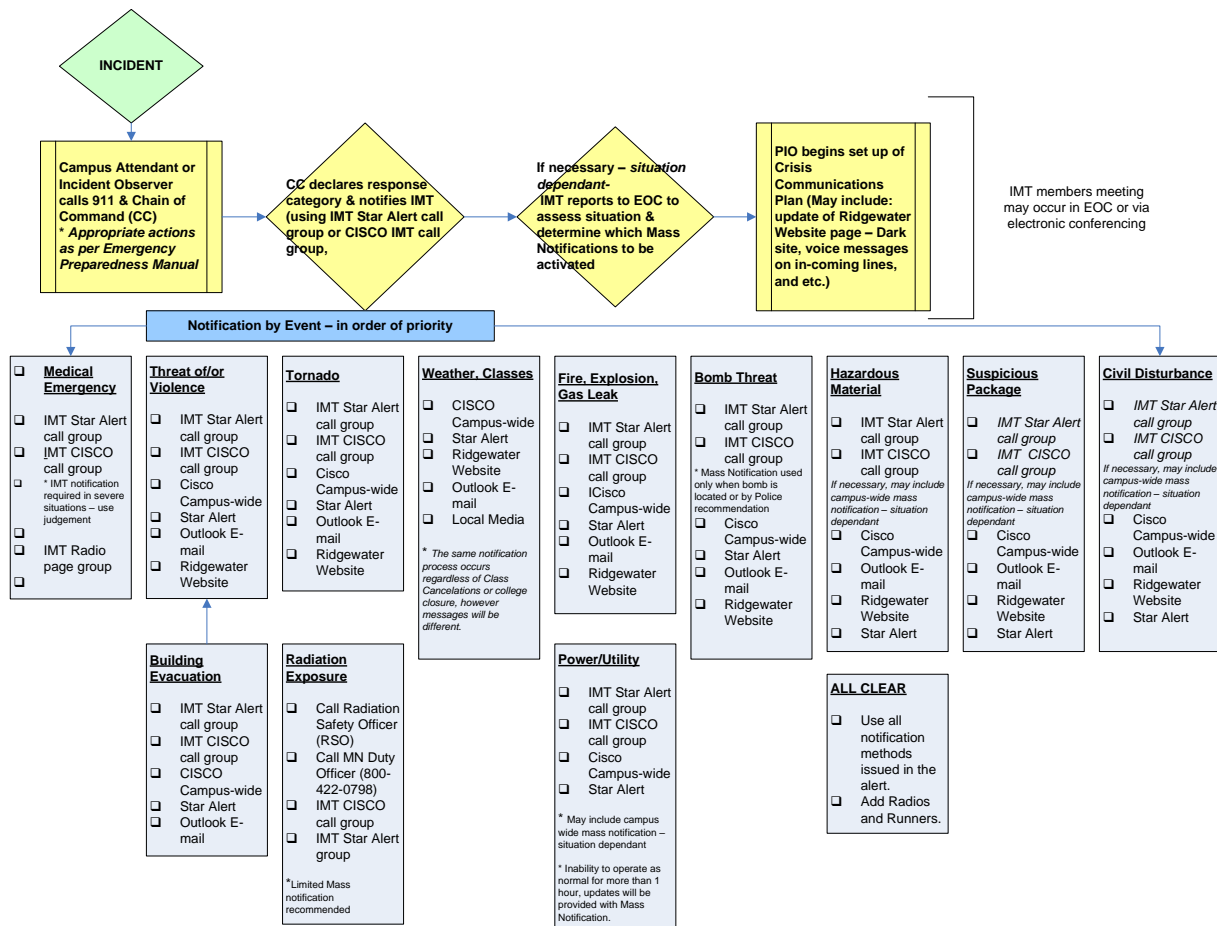 INCIDENT
Campus Attendant or
Incident Observer
calls 911 & Chain of
Command (CC)
* Appropriate actions
as per Emergency
Preparedness Manual
CC declares response
category & notifies IMT
(using IMT Star Alert call
group or CISCO IMT call
group,
If necessary – situation
dependant-
IMT reports to EOC to
assess situation &
determine which Mass
Notifications to be
activated
PIO begins set up of
Crisis
Communications
Plan (May include:
update of Ridgewater
Website page – Dark
site, voice messages
on in-coming lines,
and etc.)
IMT members meeting
may occur in EOC or via
electronic conferencing
Notification by Event – in order of priority
Medical
Emergency
IMT Star Alert
call group
IMT CISCO
call group
* IMT notification
required in severe
situations – use
judgement
IMT Radio
page group
Threat of/or
Violence
IMT Star Alert
call group
IMT CISCO
call group
Cisco
Campus-wide
Star Alert
Outlook E-
mail
Ridgewater
Website
Tornado
IMT Star Alert
call group
IMT CISCO
call group
Cisco
Campus-wide
Star Alert
Outlook E-
mail
Ridgewater
Website
Weather, Classes
CISCO
Campus-wide
Star Alert
Ridgewater
Website
Outlook E-
mail
Local Media
* The same notification
process occurs
regardless of Class
Cancelations or college
closure, however
messages will be
different.
Fire, Explosion,
Gas Leak
IMT Star Alert
call group
IMT CISCO
call group
ICisco
Campus-wide
Star Alert
Outlook E-
mail
Ridgewater
Website
Bomb Threat
IMT Star Alert
call group
IMT CISCO
call group
* Mass Notification used
only when bomb is
located or by Police
recommendation
Cisco
Campus-wide
Star Alert
Outlook E-
mail
Ridgewater
Website
Hazardous
Material
IMT Star Alert
call group
IMT CISCO
call group
If necessary, may include
campus-wide mass
notification – situation
dependant
Cisco
Campus-wide
Outlook E-
mail
Ridgewater
Website
Star Alert
Suspicious
Package
IMT Star Alert
call group
IMT CISCO
call group
If necessary, may include
campus-wide mass
notification – situation
dependant
Cisco
Campus-wide
Outlook E-
mail
Ridgewater
Website
Star Alert
Civil Disturbance
IMT Star Alert
call group
IMT CISCO
call group
If necessary, may include
campus-wide mass
notification – situation
dependant
Cisco
Campus-wide
Outlook E-
mail
Ridgewater
Website
Star Alert
Building
Evacuation
IMT Star Alert
call group
IMT CISCO
call group
CISCO
Campus-wide
Star Alert
Outlook E-
mail
Radiation
Exposure
Call Radiation
Safety Officer
(RSO)
Call MN Duty
Officer (800-
422-0798)
IMT CISCO
call group
IMT Star Alert
group
*Limited Mass
notification
recommended
Power/Utility
IMT Star Alert
call group
IMT CISCO
call group
Cisco
Campus-wide
Star Alert
* May include campus
wide mass notification –
situation dependant
* Inability to operate as
normal for more than 1
hour, updates will be
provided with Mass
Notification.
ALL CLEAR
Use all
notification
methods
issued in the
alert.
Add Radios
and Runners.